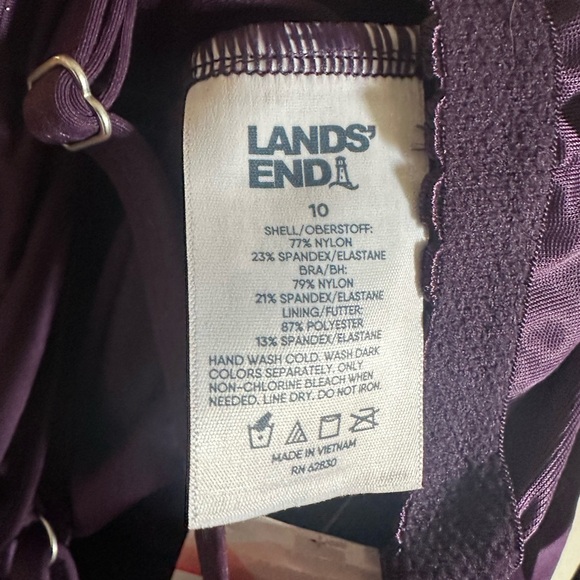 LANDS'
END
10
SHELL/OBERSTOFF:
77% NYLON
23% SPANDEX/ELASTANE
BRA/BH:
79% NYLON
21% SPANDEX/ELASTANE
LINING/FUTTER:
87% POLYESTER
13% SPANDEX/ELASTANE
HAND WASH COLD. WASH DARK
COLORS SEPARATELY. ONLY
NON-CHLORINE BLEACH WHEN
NEEDED. LINE DRY. DO NOT IRON.
MADE IN VIETNAM
RN 62830